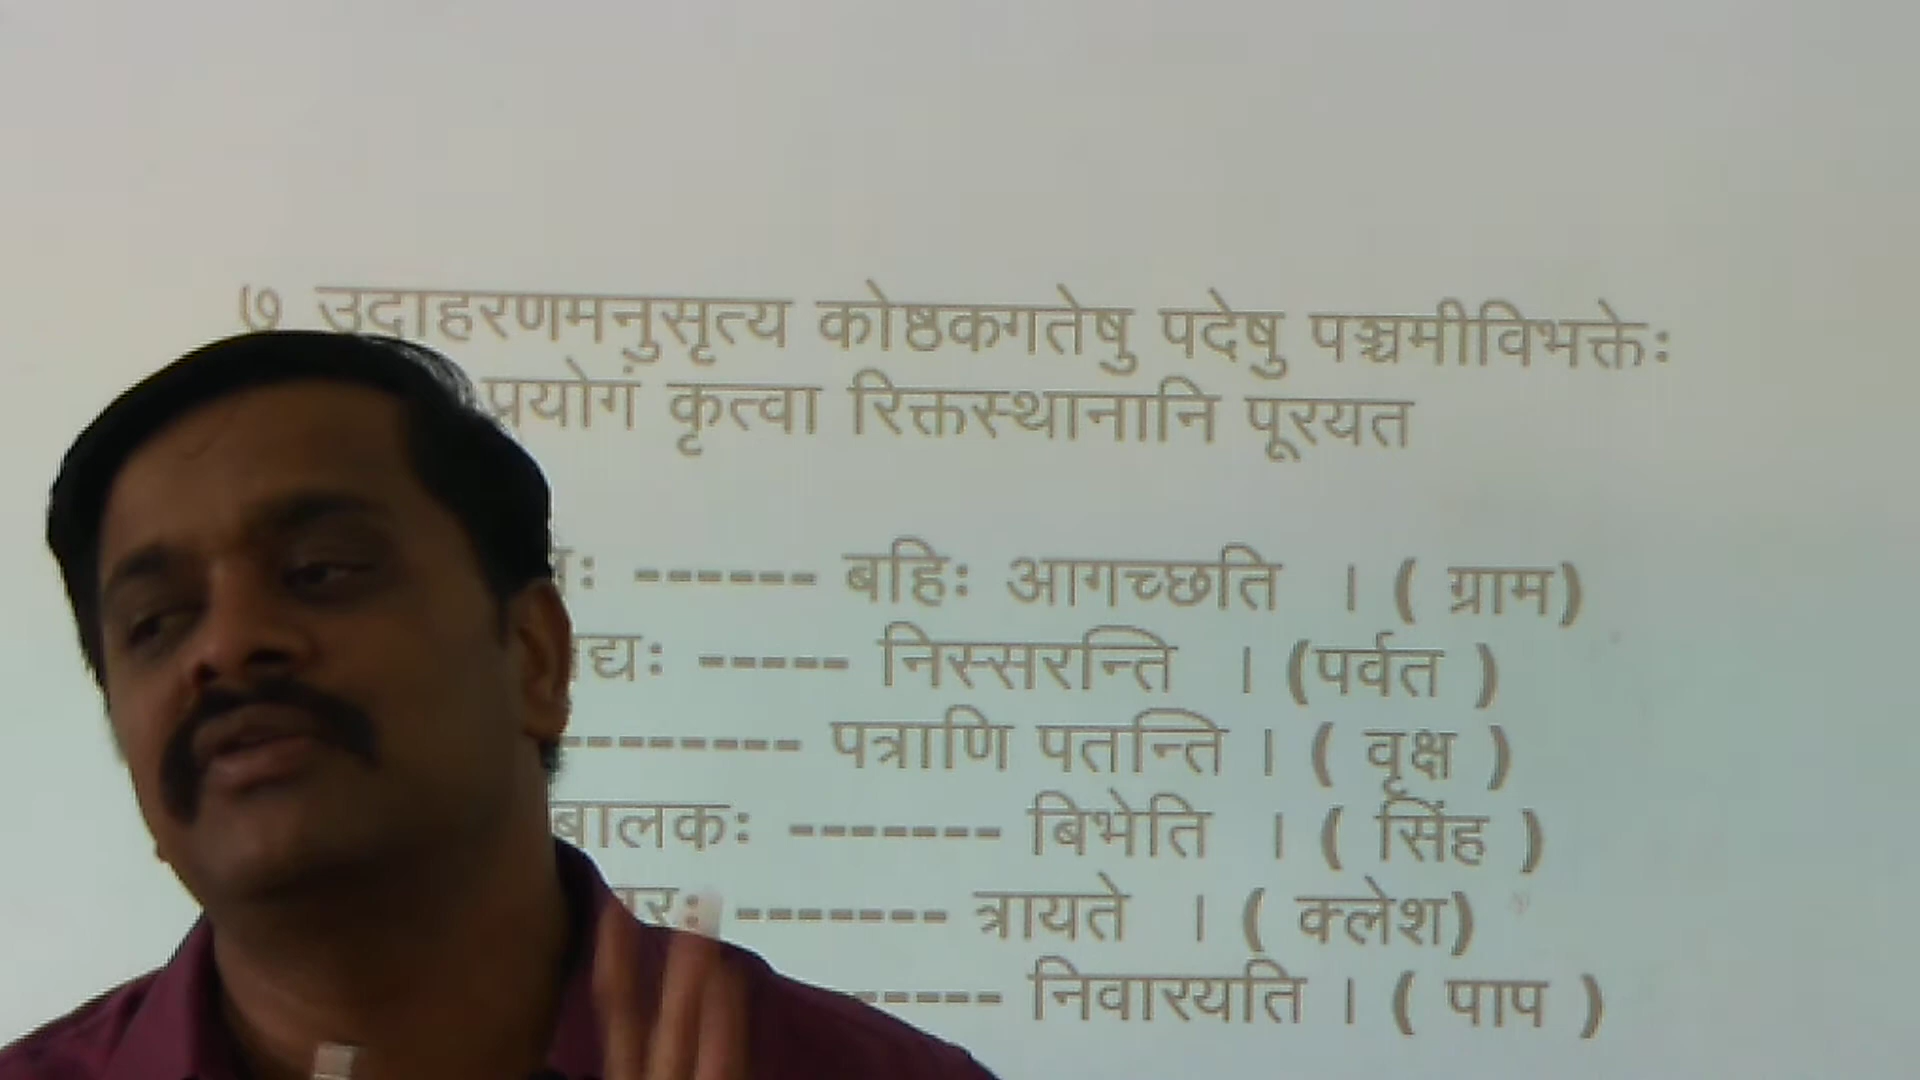 ७ उदाहरणमनुसृत्य कोष्ठकगतेषु पदेषु पञ्चमीविभक्तेः
प्रयोगं कृत्वा रिक्तस्थानानि पूरयत
------ बहिः आगच्छति । ( ग्राम)
----- निस्सरन्ति । (पर्वत )
-------- पत्राणि पतन्ति । ( वृक्ष )
बालकः ------- बिभेति । ( सिंह )
------- त्रायते । ( क्लेश)
----- निवारयति । ( पाप )